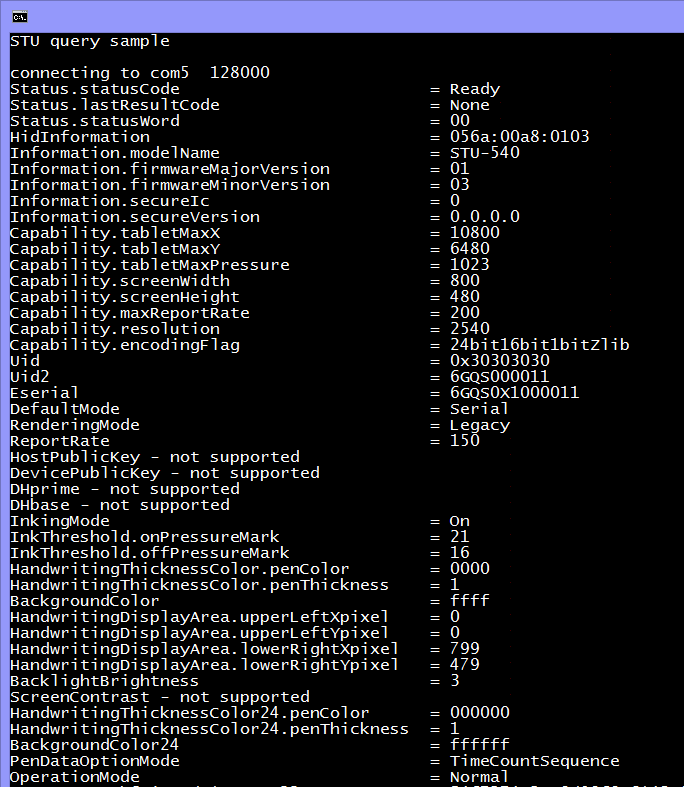 STU query sample
connecting to com5  128000
Status.statusCode = Ready
Status.lastResultCode = None
Status.statusWord = 00
HidInformation = 056a:00a8:0103
Information.modelName = STU-540
Information.firmwareMajorVersion = 01
Information.firmwareMinorVersion = 03
Information.secureIc = 0
Information.secureVersion = 0.0.0.0
Capability.tabletMaxX = 10800
Capability.tabletMaxY = 6480
Capability.tabletMaxPressure = 1023
Capability.screenWidth = 800
Capability.screenHeight = 480
Capability.maxReportRate = 200
Capability.resolution = 2540
Capability.encodingFlag = 24bit16bit1bitZlib
Uid = 0x30303030
Uid2 = 6GQS000011
Eserial = 6GQS0X1000011
DefaultMode = Serial
RenderingMode = Legacy
ReportRate = 150
HostPublicKey - not supported
DevicePublicKey - not supported
DHprime - not supported
DHbase - not supported
InkingMode = On
InkThreshold.onPressureMark = 21
InkThreshold.offPressureMark = 16
HandwritingThicknessColor.penColor = 0000
HandwritingThicknessColor.penThickness = 1
BackgroundColor = ffff
HandwritingDisplayArea.upperLeftXpixel = 0
HandwritingDisplayArea.upperLeftYpixel = 0
HandwritingDisplayArea.lowerRightXpixel = 799
HandwritingDisplayArea.lowerRightYpixel = 479
BacklightBrightness = 3
ScreenContrast - not supported
HandwritingThicknessColor24.penColor = 000000
HandwritingThicknessColor24.penThickness = 1
BackgroundColor24 = ffffff
PenDataOptionMode = TimeCountSequence
OperationMode = Normal